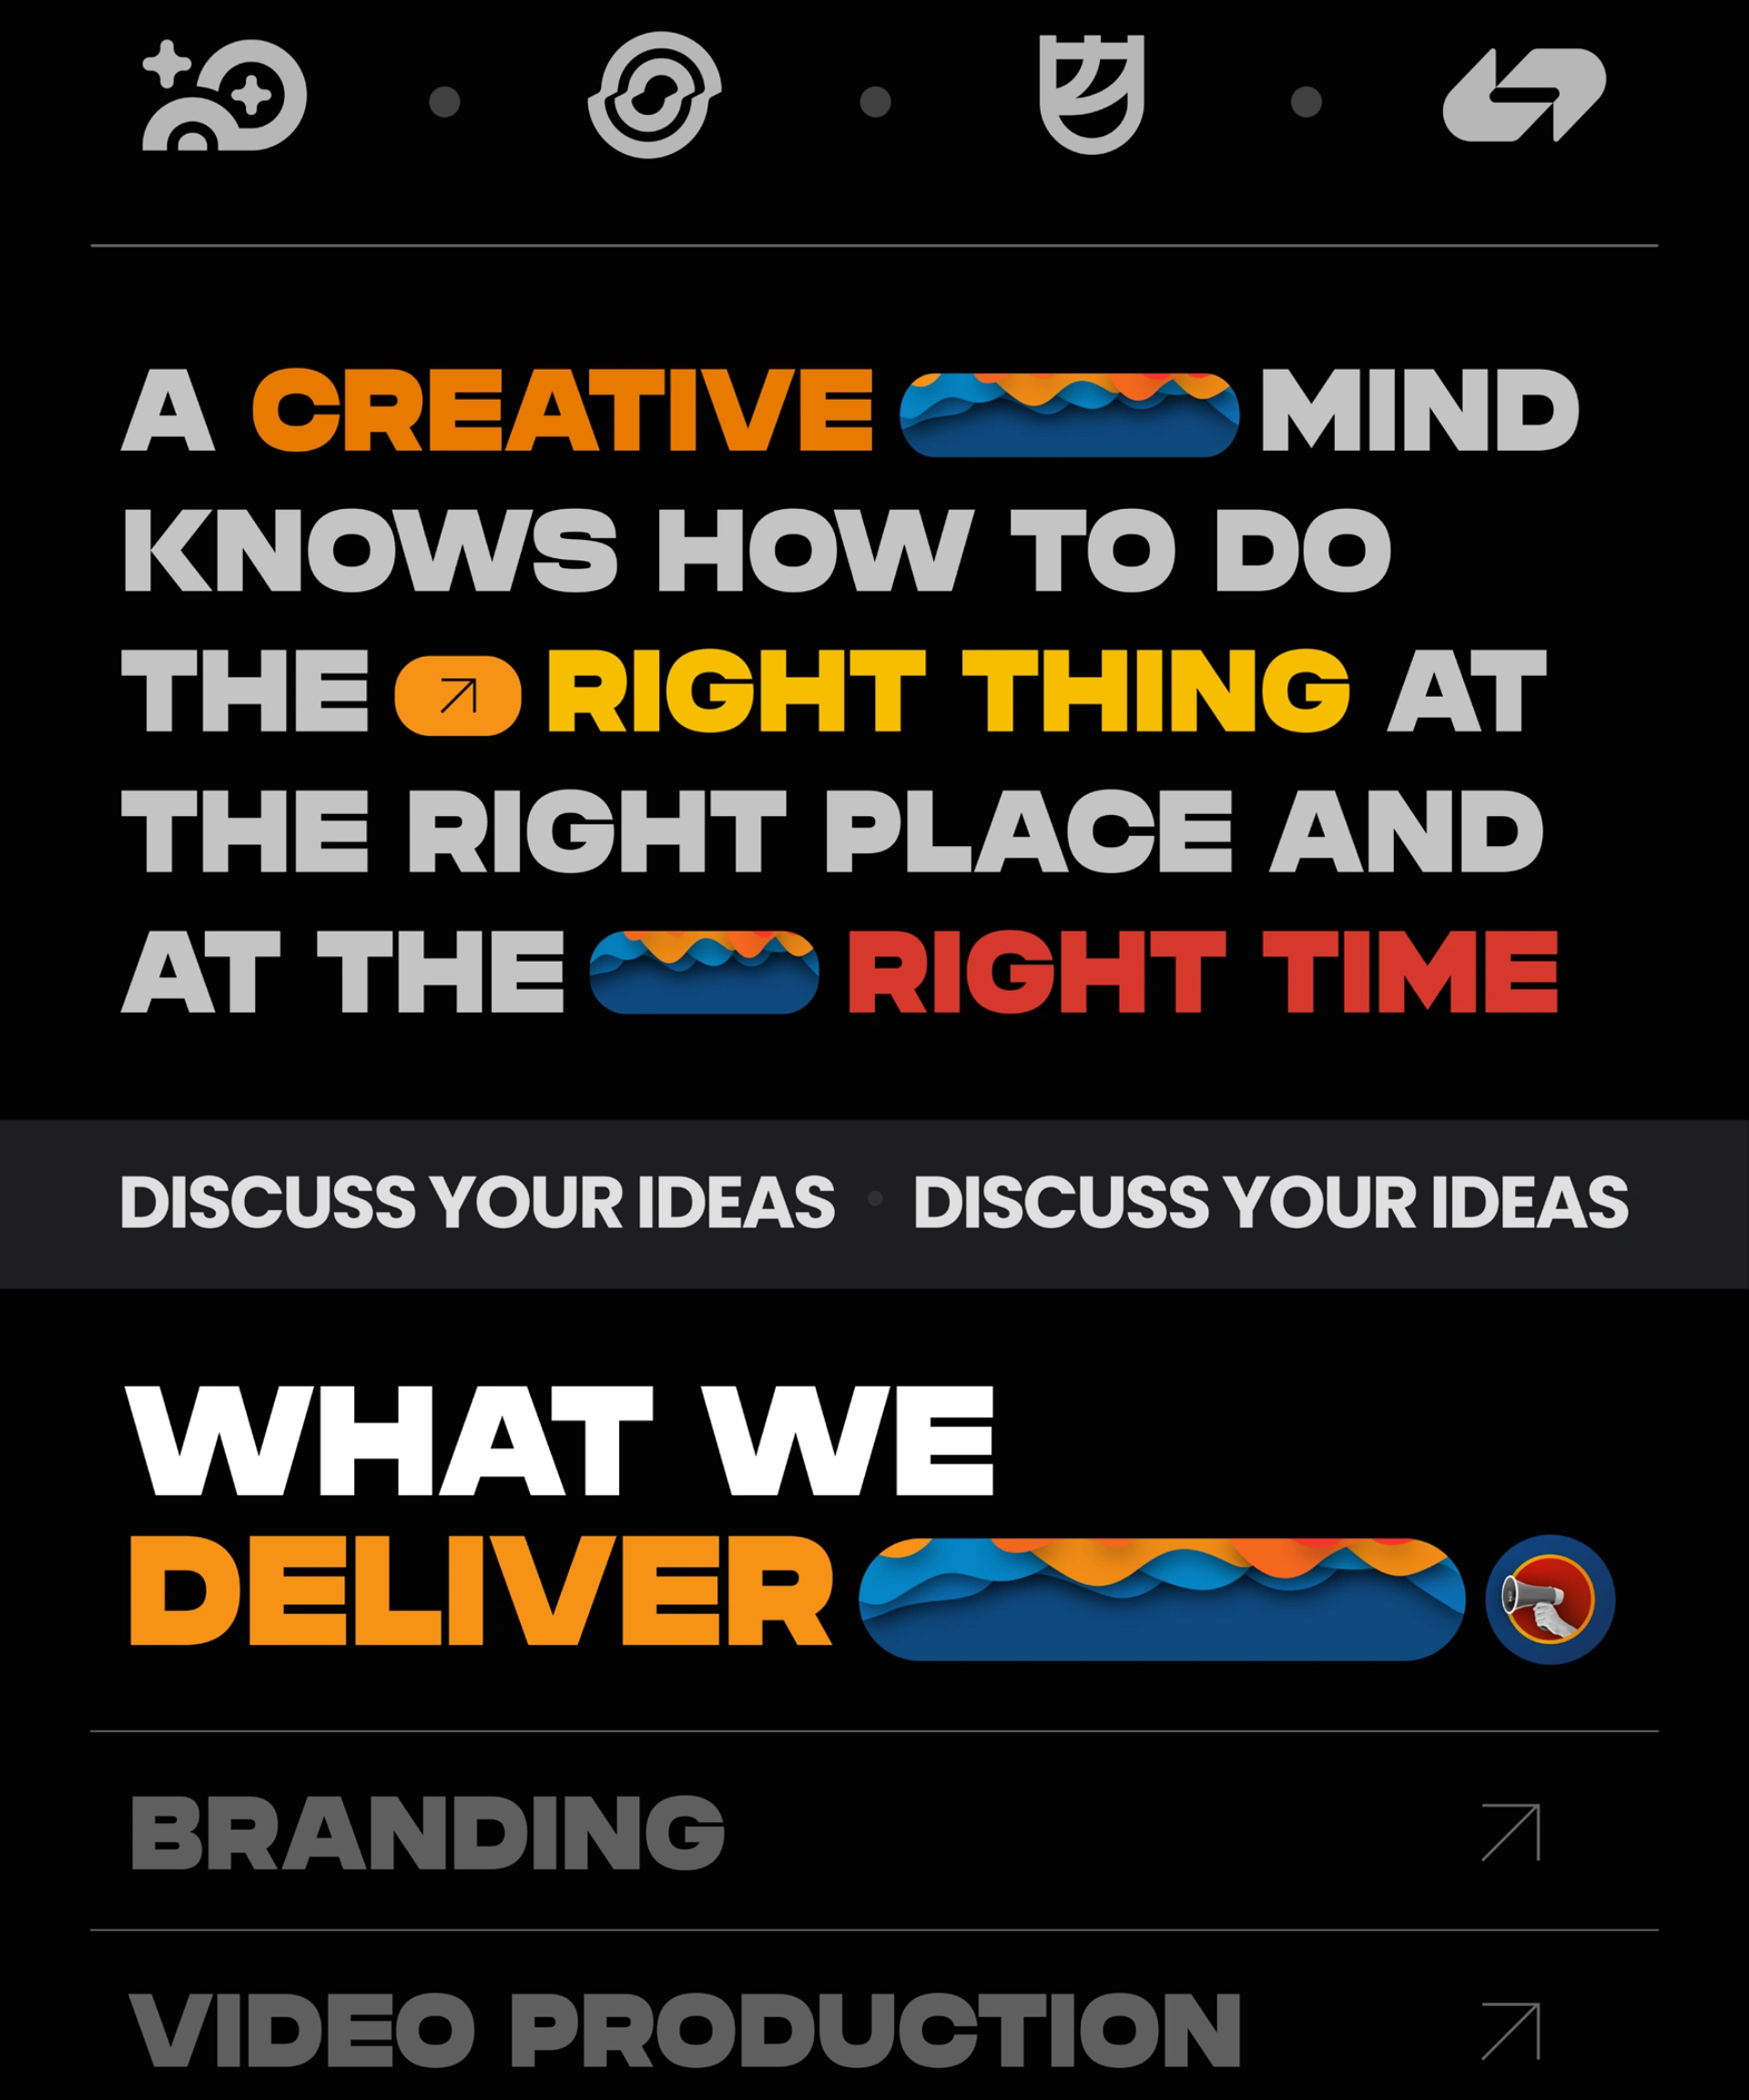 A CREATIVE MIND
KNOWS HOW TO DO
THE RIGHT THING AT
THE RIGHT PLACE AND
AT THE RIGHT TIME
DISCUSS YOUR IDEAS DISCUSS YOUR IDEAS
WHAT WE
DELIVER
BRANDING
VIDEO PRODUCTION